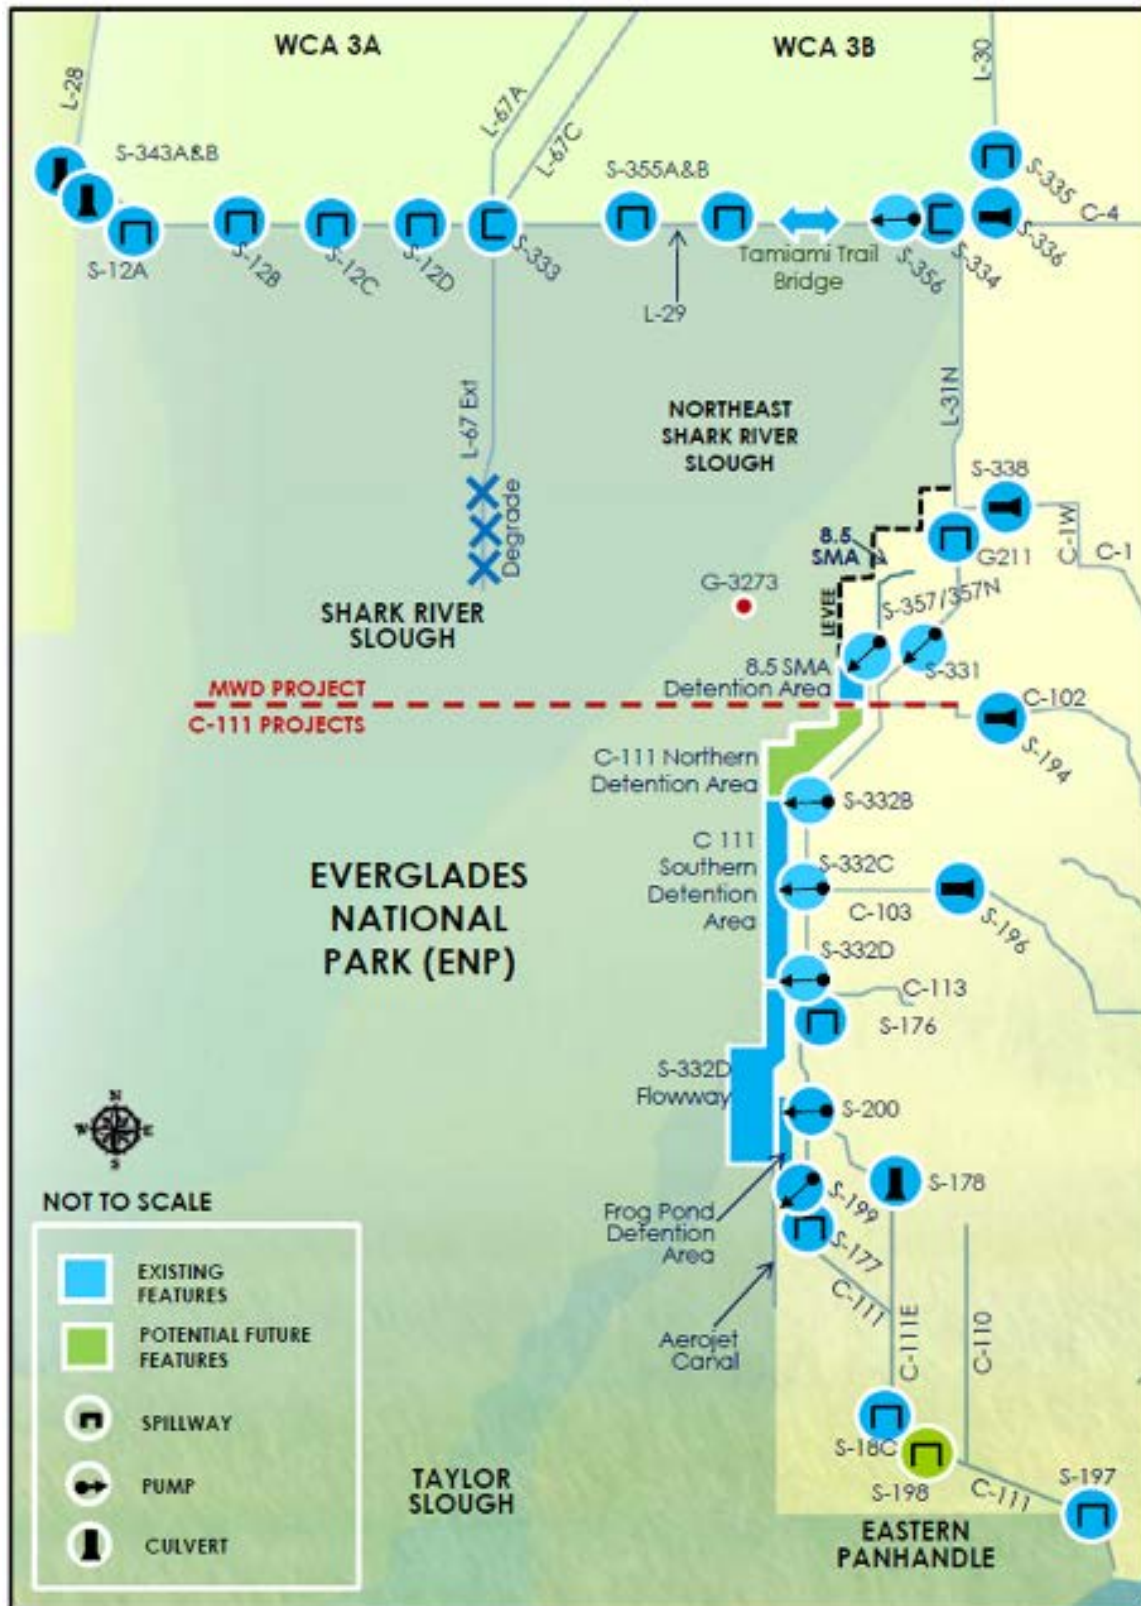 WCA 3A
WCA 3B
L-28
L-67A
L-67C
L-30
S-343A&B
S-355A&B
S-335
C-4
S-12A
S-12B
S-12C
S-12D
S-333
L-29
Tamiami Trail
Bridge
S-356
S-334
S-336
L-67 Ext
Degrade
NORTHEAST
SHARK RIVER
SLOUGH
L-31N
S-338
C-1W
C-1
8.5
SMA
G211
G-3273
LEVEE
S-357/357N
S-331
SHARK RIVER
SLOUGH
8.5 SMA
Detention Area
MWD PROJECT
C-111 PROJECTS
C-102
S-194
C-111 Northern
Detention Area
S-332B
C 111
Southern
Detention
Area
S-332C
C-103
S-196
EVERGLADES
NATIONAL
PARK (ENP)
S-332D
C-113
S-176
S-332D
Flowway
S-200
N
W
E
S
S-178
NOT TO SCALE
Frog Pond
Detention
Area
S-199
S-177
C-111
C-111E
C-110
Aerojet
Canal
EXISTING
FEATURES
POTENTIAL FUTURE
FEATURES
SPILLWAY
PUMP
CULVERT
TAYLOR
SLOUGH
S-18C
S-198
C-111
S-197
EASTERN
PANHANDLE